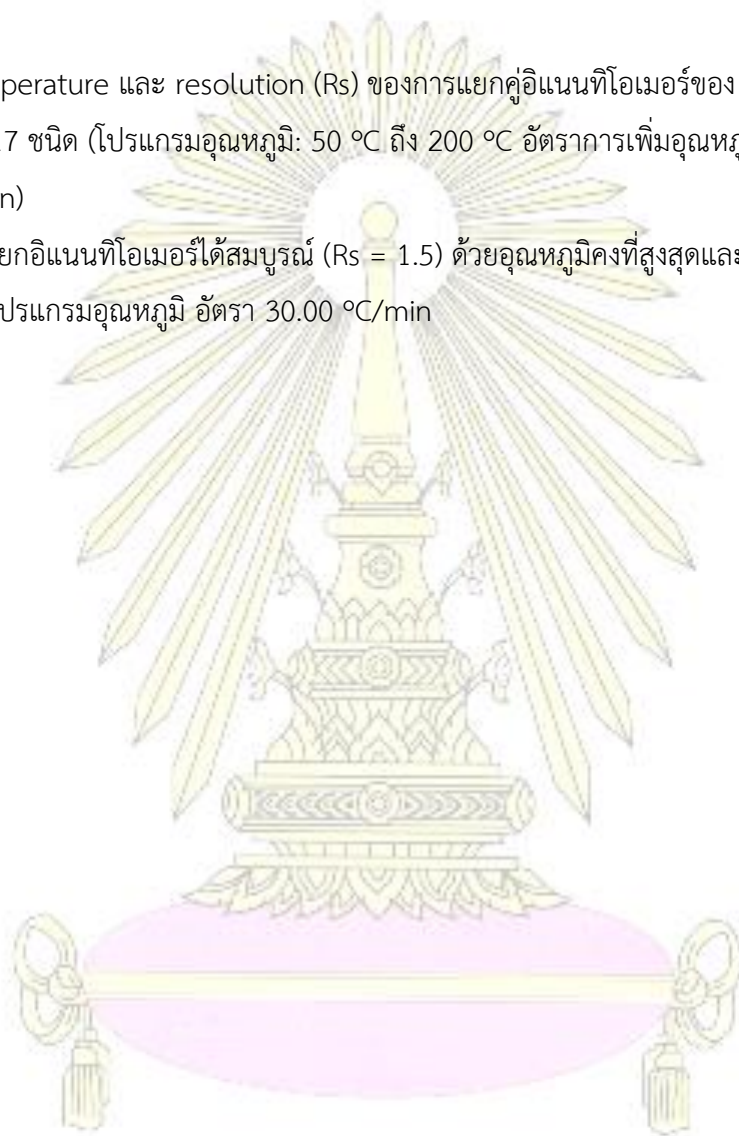 perature และ resolution (Rs) ของการแยกคู่อิแนนทิโอเมอร์ของ
7 ชนิด (โปรแกรมอุณหภูมิ: 50 ºC ถึง 200 ºC อัตราการเพิ่มอุณหภู
n)
ยกอิแนนทิโอเมอร์ได้สมบูรณ์ (Rs = 1.5) ด้วยอุณหภูมิคงที่สูงสุดและ
ปรแกรมอุณหภูมิ อัตรา 30.00 ºC/min